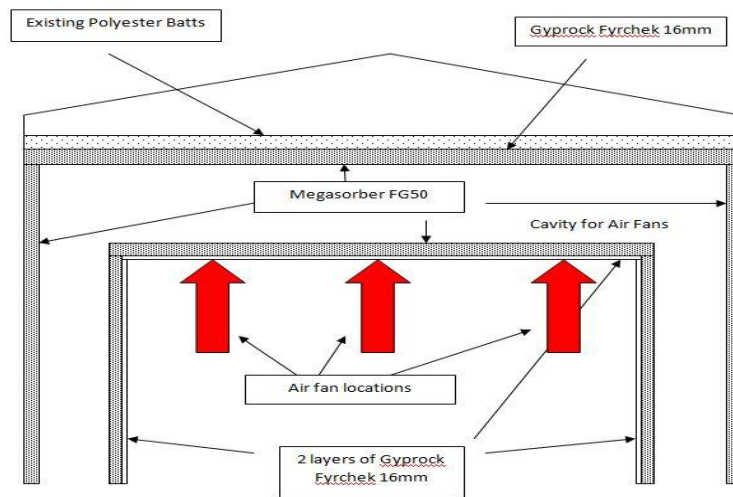 Existing Polyester Batts
Gyprock Fyrchek 16mm
Megasorber FG50
Cavity for Air Fans
Air fan locations
2 layers of Gyprock
Fyrchek 16mm